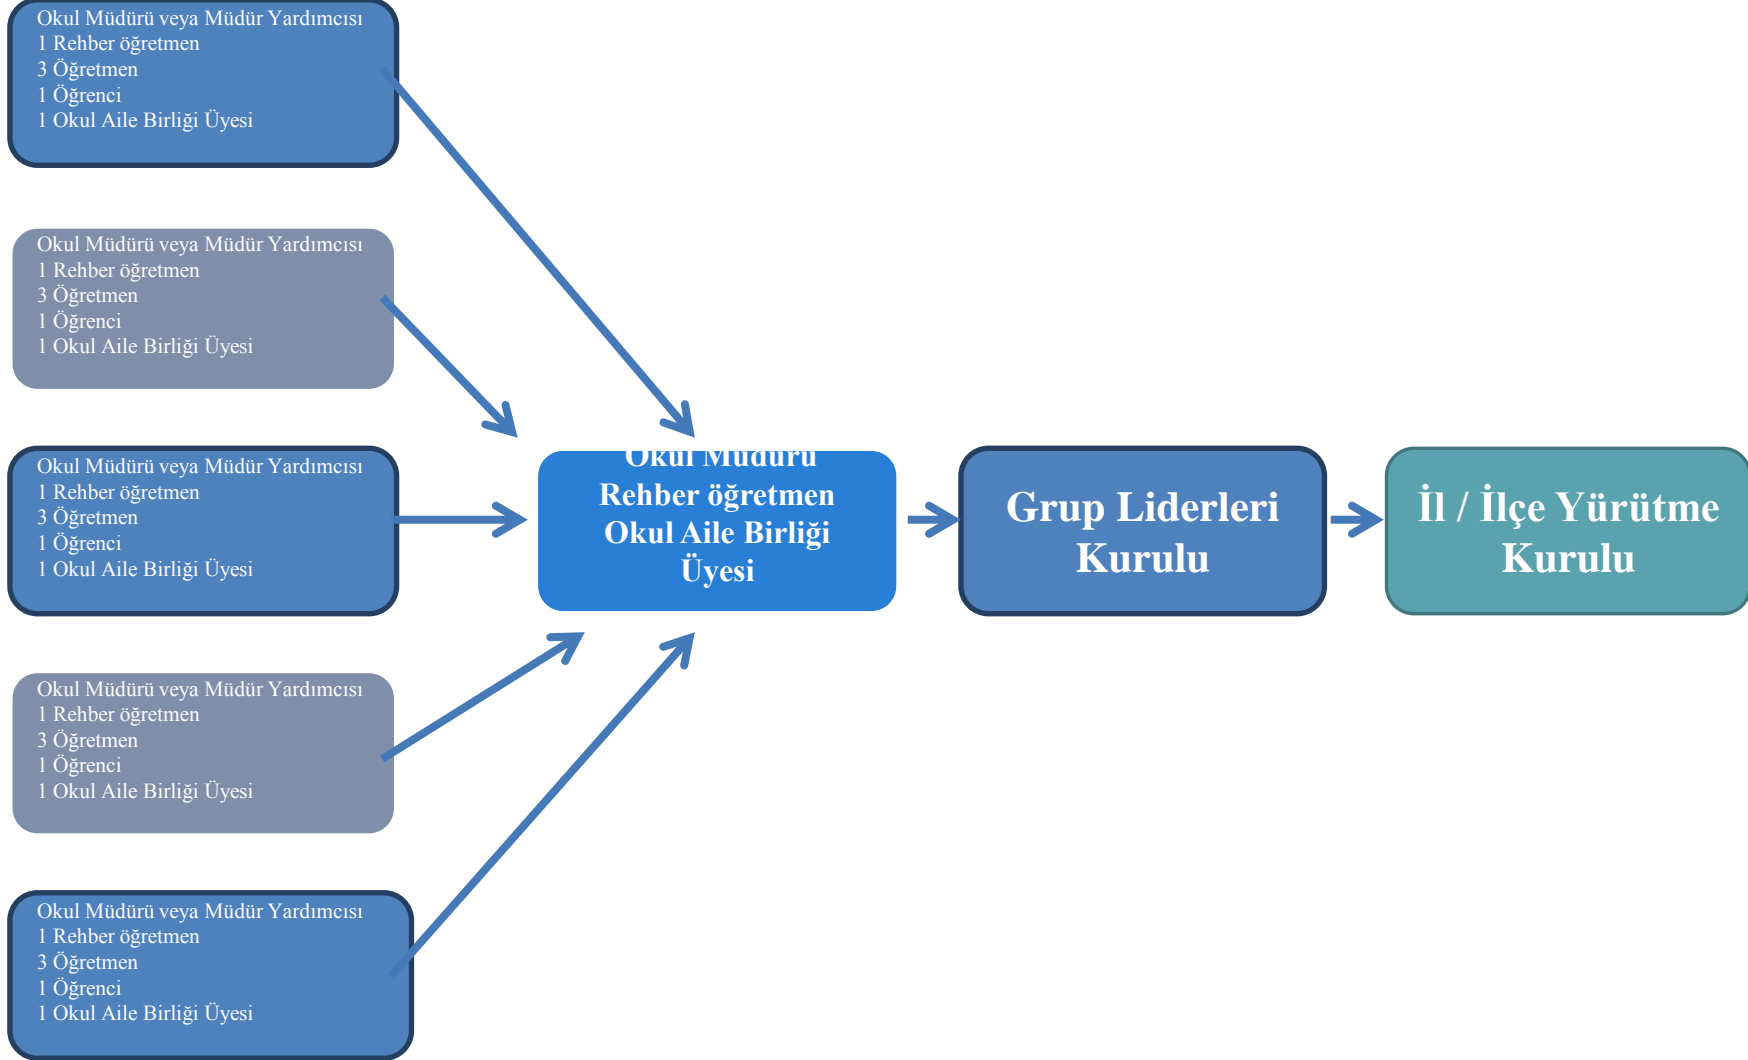 Okul Müdürü veya Müdür Yardımcısı
1 Rehber öğretmen
3 Öğretmen
1 Öğrenci
1 Okul Aile Birliği Üyesi
Okul Müdürü veya Müdür Yardımcısı
1 Rehber öğretmen
3 Öğretmen
1 Öğrenci
1 Okul Aile Birliği Üyesi
Okul Müdürü veya Müdür Yardımcısı
1 Rehber öğretmen
3 Öğretmen
1 Öğrenci
1 Okul Aile Birliği Üyesi
Okul Müdürü veya Müdür Yardımcısı
1 Rehber öğretmen
3 Öğretmen
1 Öğrenci
1 Okul Aile Birliği Üyesi
Okul Müdürü veya Müdür Yardımcısı
1 Rehber öğretmen
3 Öğretmen
1 Öğrenci
1 Okul Aile Birliği Üyesi
Okul Müdürü
Rehber öğretmen
Okul Aile Birliği
Üyesi
Grup Liderleri
Kurulu
İl / İlçe Yürütme
Kurulu